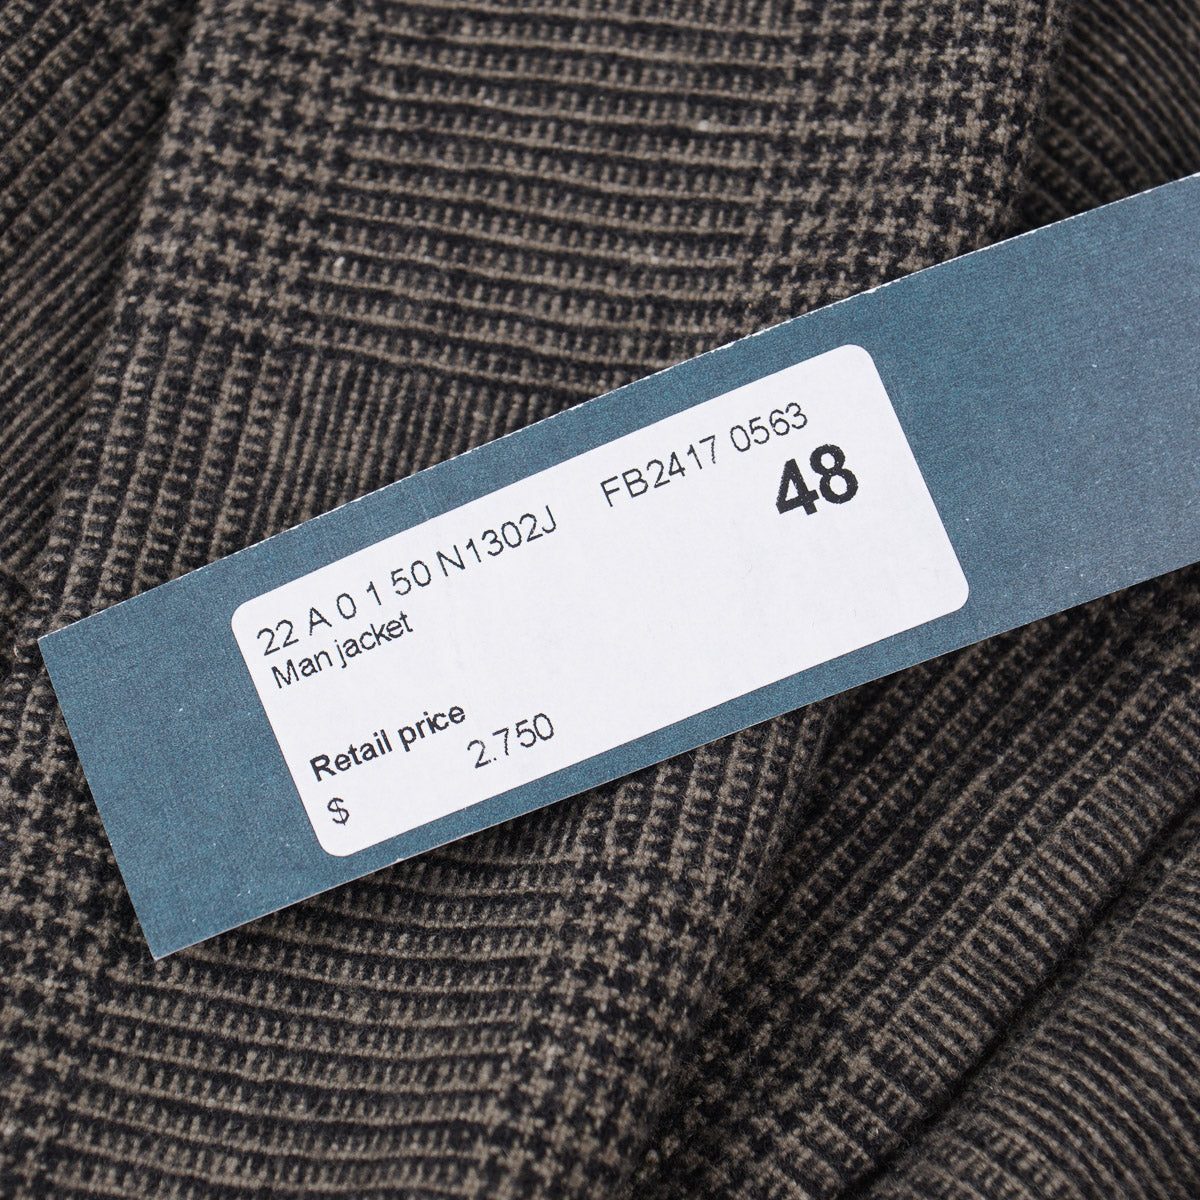 22 A 0 1 50 N1302J FB2417 0563
Man jacket 48
Retail price
$ 2.750